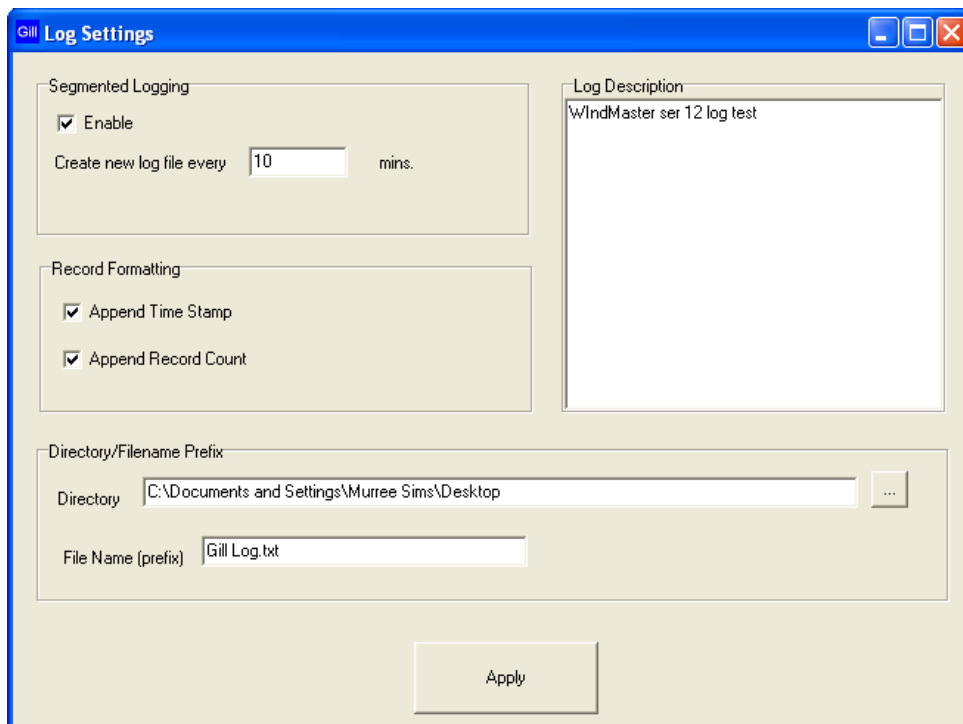 Gill Log Settings
Segmented Logging
Enable
Create new log file every 10 mins.
Record Formatting
Append Time Stamp
Append Record Count
Log Description
WIndMaster ser 12 log test
Directory/Filename Prefix
Directory C:\Documents and Settings\Murree Sims\Desktop ...
File Name (prefix) Gill Log.txt
Apply